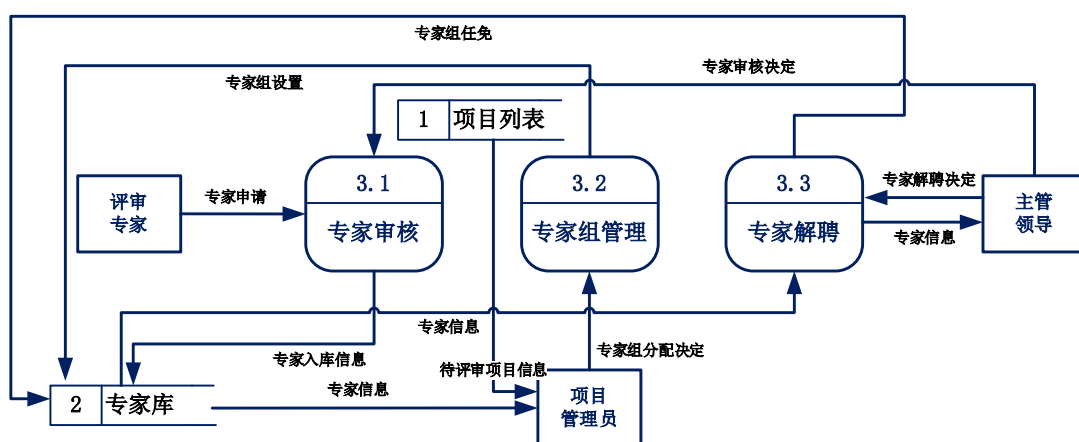 专家组任免
专家审核决定
专家组设置
1 项目列表
3.1
3.2
3.3
评审
专家
专家申请
专家审核
专家组管理
专家解聘
专家解聘决定
专家信息
主管
领导
专家信息
专家入库信息
专家组分配决定
待评审项目信息
专家信息
2 专家库
项目
管理员